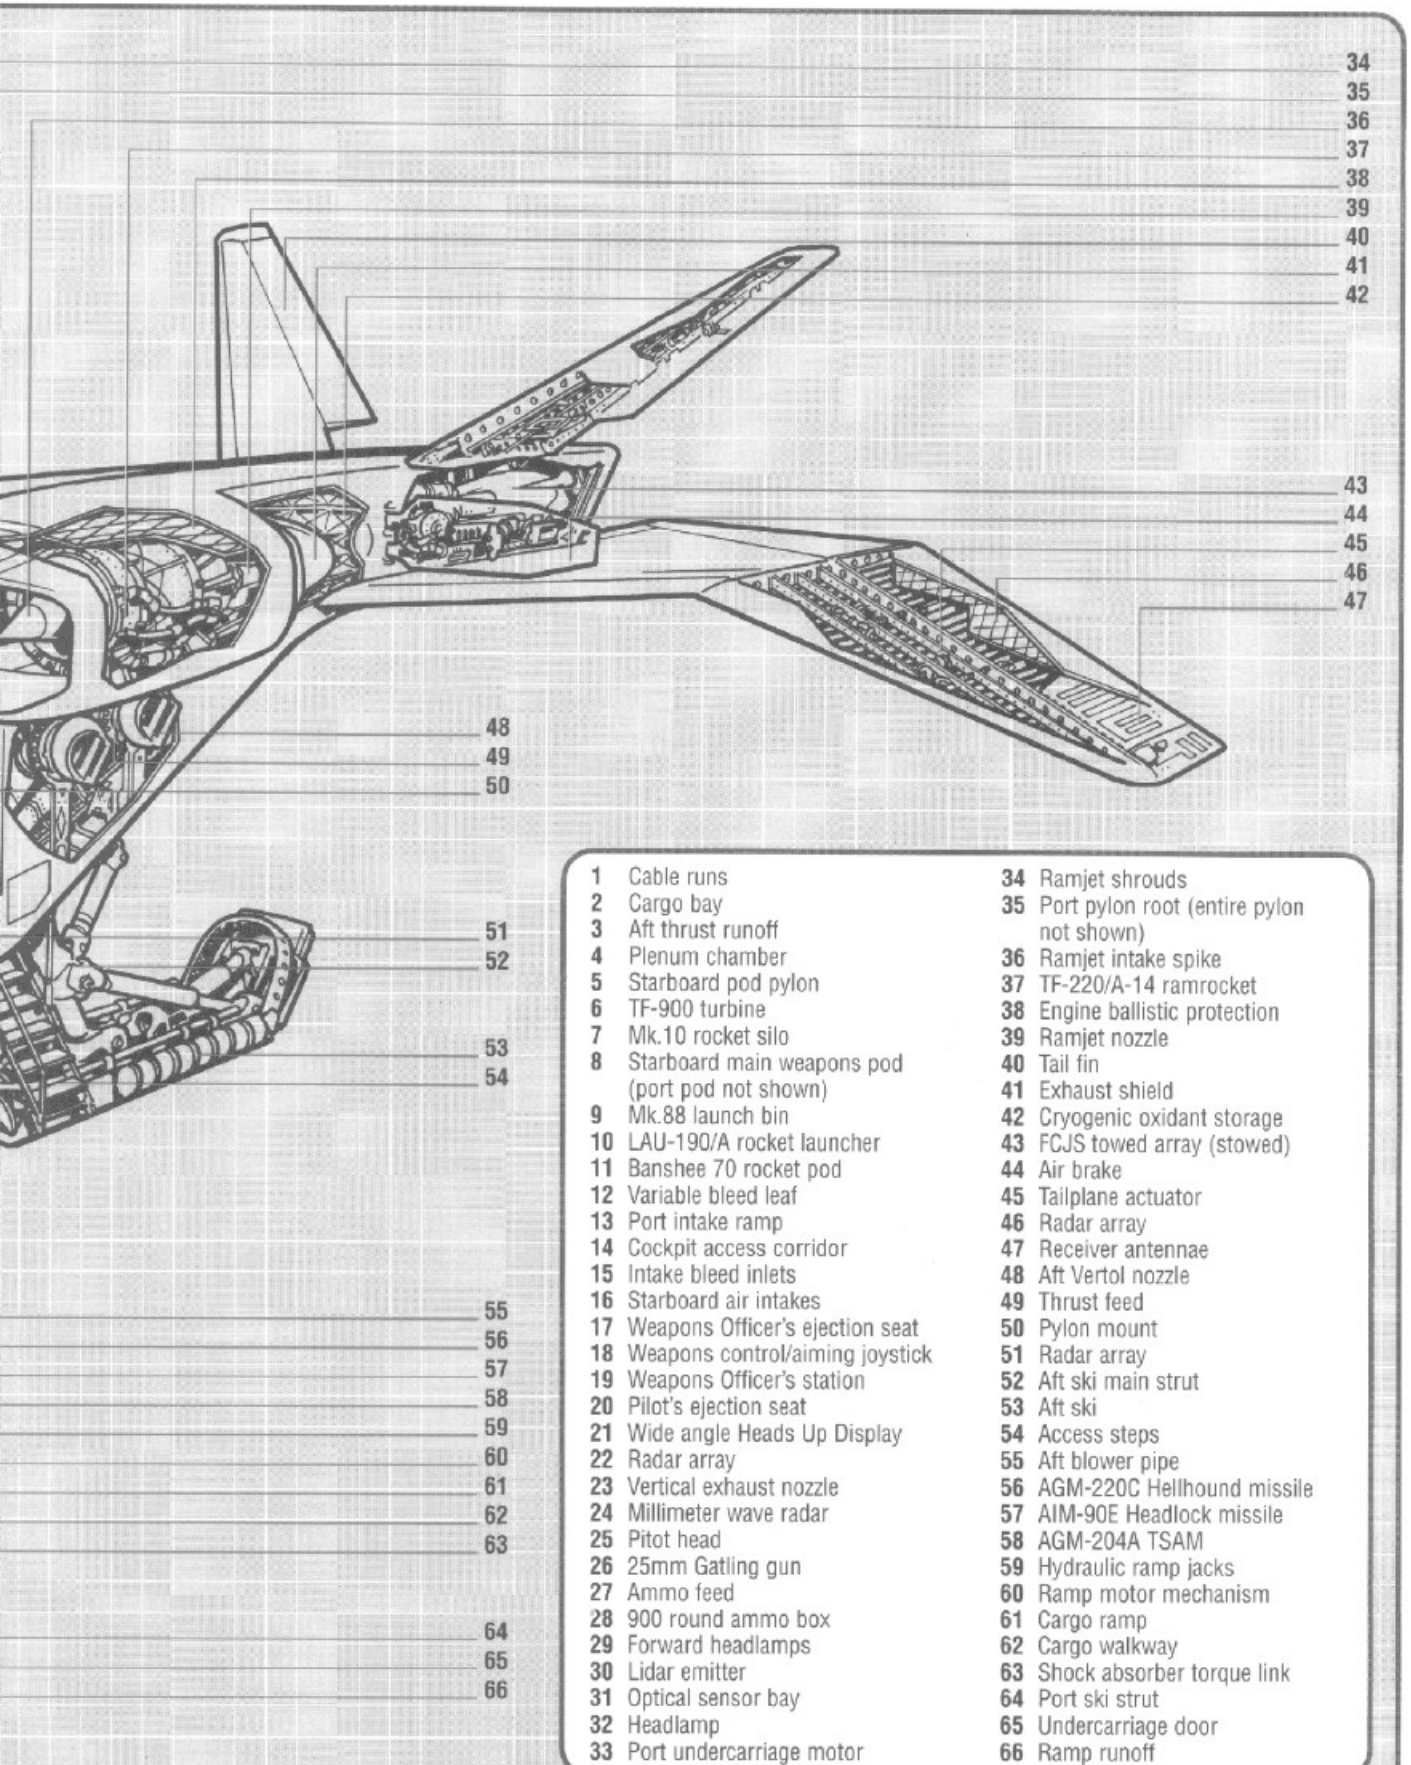 34
35
36
37
38
39
40
41
42
43
44
45
46
47
48
49
50
51
52
53
54
55
56
57
58
59
60
61
62
63
64
65
66
1 Cable runs
2 Cargo bay
3 Aft thrust runoff
4 Plenum chamber
5 Starboard pod pylon
6 TF-900 turbine
7 Mk.10 rocket silo
8 Starboard main weapons pod
(port pod not shown)
9 Mk.88 launch bin
10 LAU-190/A rocket launcher
11 Banshee 70 rocket pod
12 Variable bleed leaf
13 Port intake ramp
14 Cockpit access corridor
15 Intake bleed inlets
16 Starboard air intakes
17 Weapons Officer's ejection seat
18 Weapons control/aiming joystick
19 Weapons Officer's station
20 Pilot's ejection seat
21 Wide angle Heads Up Display
22 Radar array
23 Vertical exhaust nozzle
24 Millimeter wave radar
25 Pitot head
26 25mm Gatling gun
27 Ammo feed
28 900 round ammo box
29 Forward headlamps
30 Lidar emitter
31 Optical sensor bay
32 Headlamp
33 Port undercarriage motor
34 Ramjet shrouds
35 Port pylon root (entire pylon
not shown)
36 Ramjet intake spike
37 TF-220/A-14 ramrocket
38 Engine ballistic protection
39 Ramjet nozzle
40 Tail fin
41 Exhaust shield
42 Cryogenic oxidant storage
43 FCJS towed array (stowed)
44 Air brake
45 Tailplane actuator
46 Radar array
47 Receiver antennae
48 Aft Vertol nozzle
49 Thrust feed
50 Pylon mount
51 Radar array
52 Aft ski main strut
53 Aft ski
54 Access steps
55 Aft blower pipe
56 AGM-220C Hellhound missile
57 AIM-90E Headlock missile
58 AGM-204A TSAM
59 Hydraulic ramp jacks
60 Ramp motor mechanism
61 Cargo ramp
62 Cargo walkway
63 Shock absorber torque link
64 Port ski strut
65 Undercarriage door
66 Ramp runoff